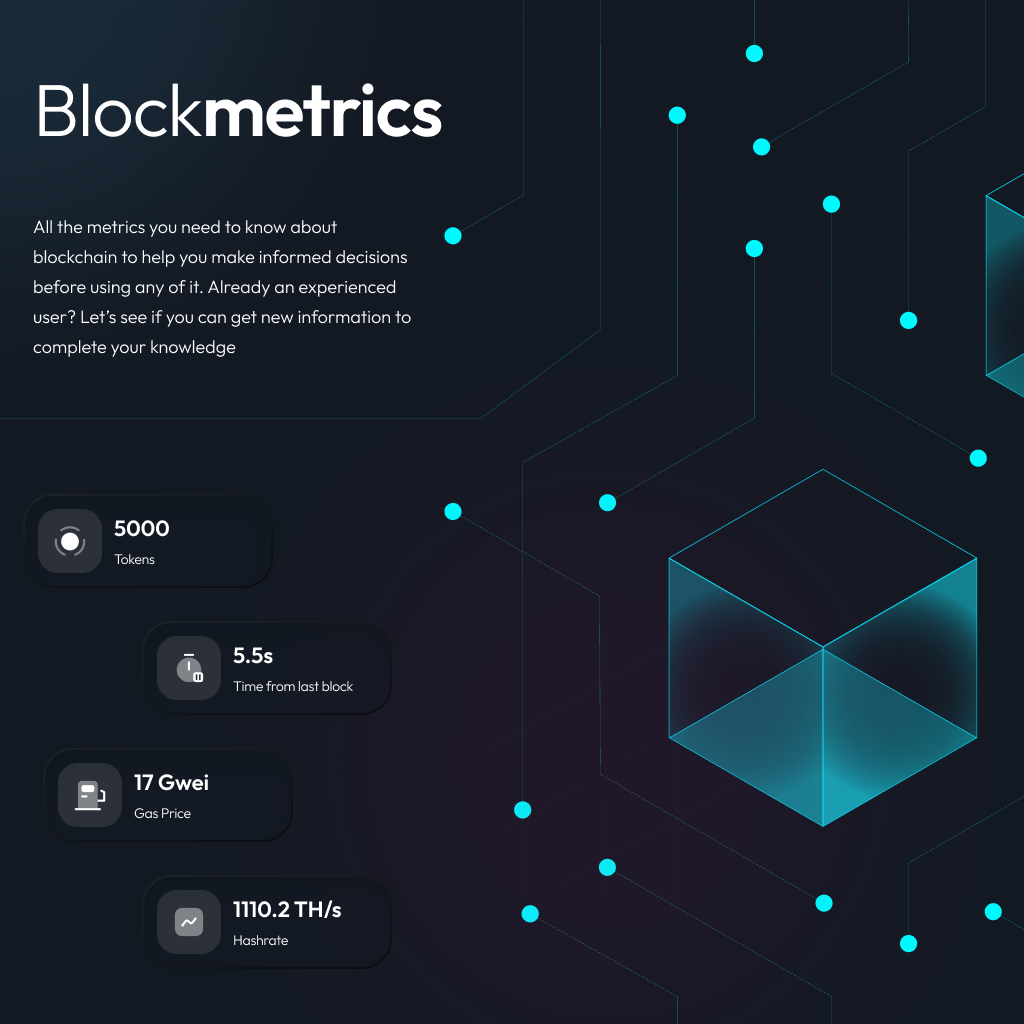 Blockmetrics
All the metrics you need to know about
blockchain to help you make informed decisions
before using any of it. Already an experienced
user? Let’s see if you can get new information to
complete your knowledge
5000
Tokens
5.5s
Time from last block
17 Gwei
Gas Price
1110.2 TH/s
Hashrate